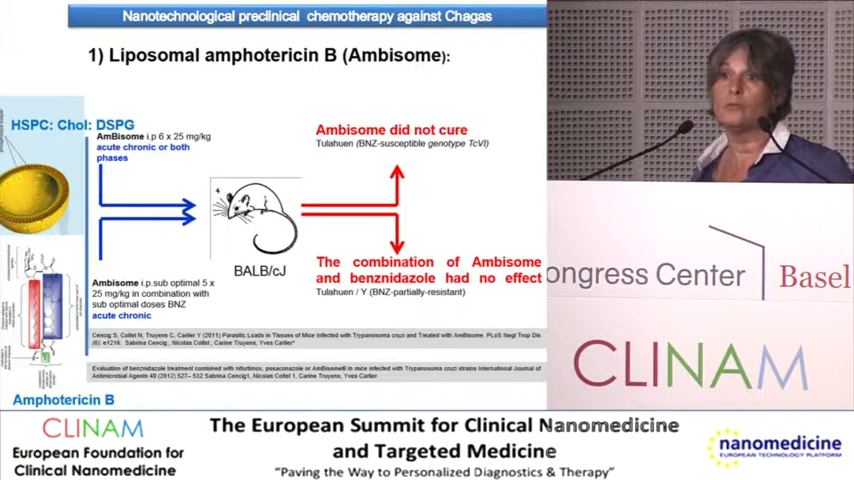 Nanotechnological preclinical chemotherapy against Chagas
1) Liposomal amphotericin B (Ambisome):
HSPC: Chol: DSPG
AmBisome i.p 6 x 25 mg/kg
acute chronic or both
phases
Ambisome did not cure
Tulahuen (BNZ-susceptible genotype TcVI)
BALB/cJ
The combination of Ambisome
and benznidazole had no effect
Tulahuen / Y (BNZ-partially-resistant)
Ambisome i.p.sub optimal 5 x
25 mg/kg in combination with
sub optimal doses BNZ
acute chronic
Cencig S, Coltel N, Truyens C, Carlier Y (2011) Parasitic Loads in Tissues of Mice Infected with Trypanosoma cruzi and Treated with AmBisome. PLoS Negl Trop Dis
(6): e1216. Sabrina Cencig, Nicolas Coltel, Carine Truyens, Yves Carlier*
Evaluation of benznidazole treatment combined with nifurtimox, posaconazole or AmBisome® in mice infected with Trypanosoma cruzi strains International Journal of
Antimicrobial Agents 40 (2012) 527– 532 Sabrina Cencig1, Nicolas Coltel 1, Carine Truyens, Yves Carlier
Amphotericin B
ongress Center Basel
CLINAM
CLINAM
European Foundation for
Clinical Nanomedicine
The European Summit for Clinical Nanomedicine
and Targeted Medicine
"Paving the Way to Personalized Diagnostics & Therapy"
nanomedicine
EUROPEAN TECHNOLOGY PLATFORM